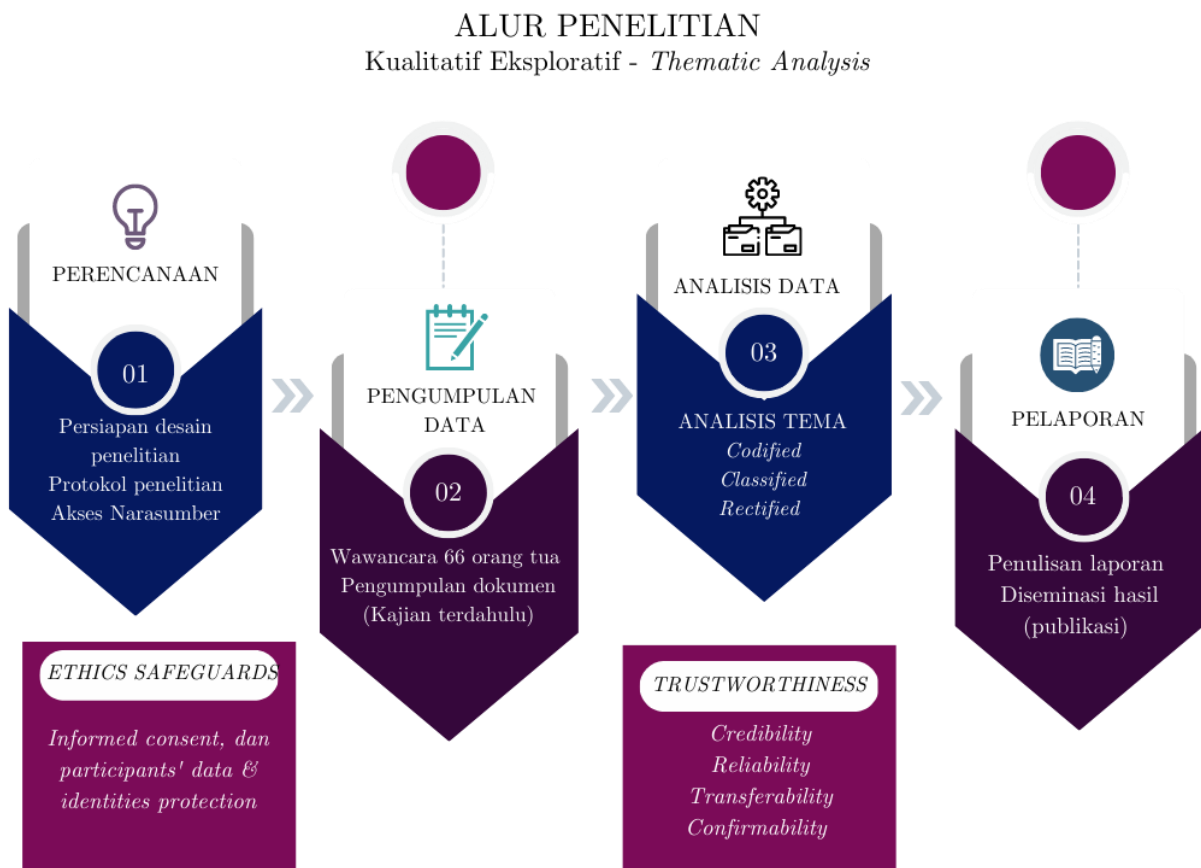 ALUR PENELITIAN
Kualitatif Eksploratif - Thematic Analysis
PERENCANAAN
01
Persiapan desain
penelitian
Protokol penelitian
Akses Narasumber
ETHICS SAFEGUARDS
Informed consent, dan
participants' data &
identities protection
PENGUMPULAN
DATA
02
Wawancara 66 orang tua
Pengumpulan dokumen
(Kajian terdahulu)
ANALISIS DATA
03
ANALISIS TEMA
Codified
Classified
Rectified
TRUSTWORTHINESS
Credibility
Reliability
Transferability
Confirmability
PELAPORAN
04
Penulisan laporan
Diseminasi hasil
(publikasi)